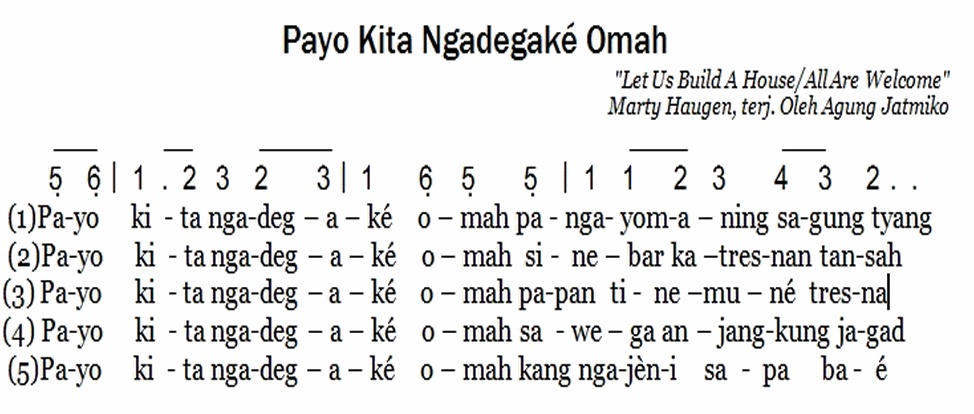 Payo Kita Ngadegaké Omah
"Let Us Build A House/All Are Welcome"
Marty Haugen, terj. Oleh Agung Jatmiko
5̣ 6̣ | 1 . 2 3 2 3 | 1 6̣ 5̣ 5̣ | 1 1 2 3 4 3 2 . .
(1)Pa-yo ki - ta nga-deg – a – ké o – mah pa - nga- yom-a – ning sa-gung tyang
(2)Pa-yo ki - ta nga-deg – a – ké o – mah si - ne – bar ka –tres-nan tan-sah
(3) Pa-yo ki - ta nga-deg – a – ké o – mah pa-pan ti - ne –mu – né tres-na
(4) Pa-yo ki - ta nga-deg – a – ké o – mah sa - we – ga an – jang-kung ja-gad
(5)Pa-yo ki - ta nga-deg – a – ké o – mah kang nga-jèn-i sa - pa ba- é